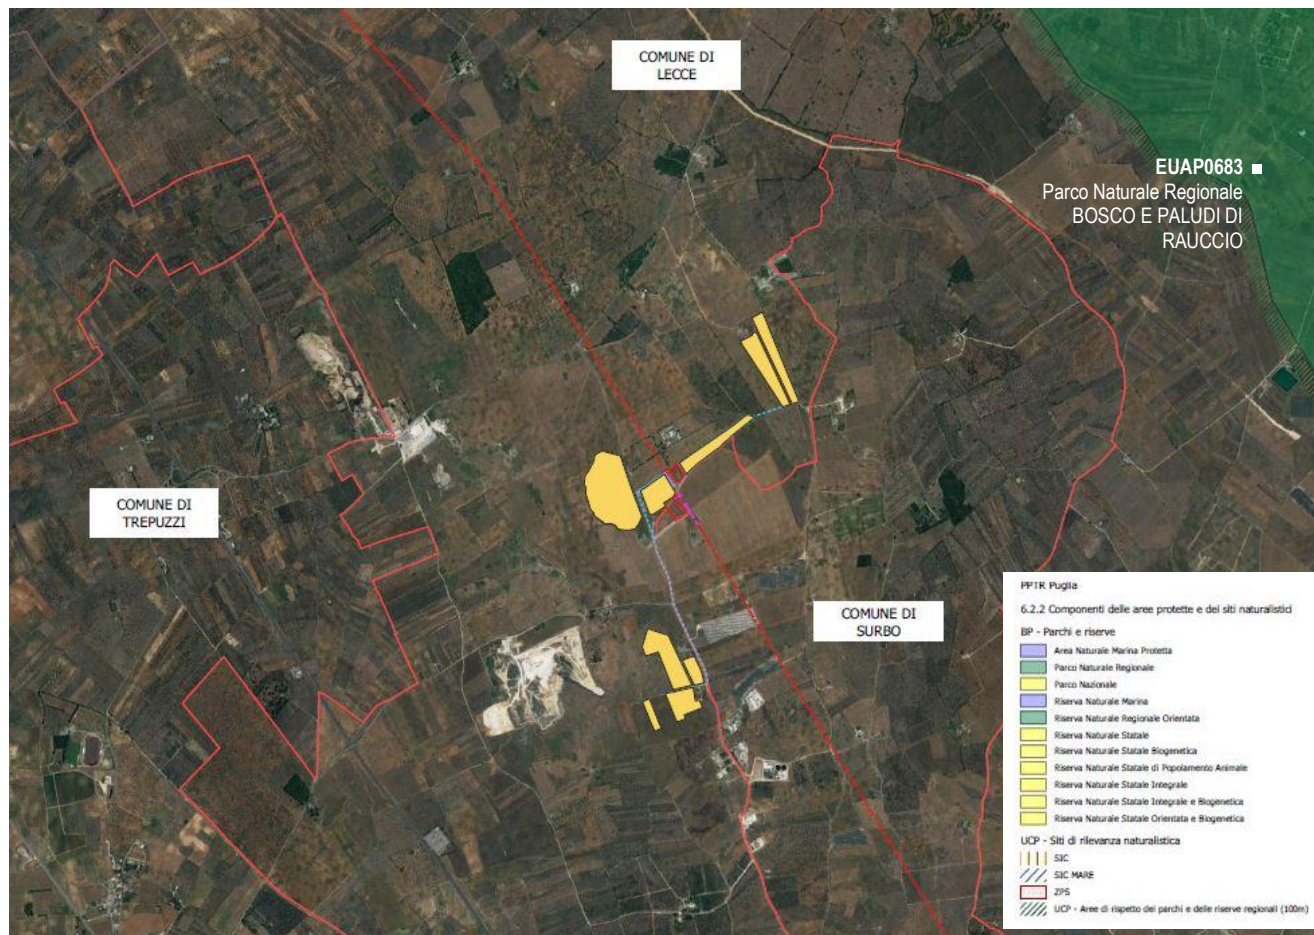 COMUNE DI
LECCE
EUAP0683
Parco Naturale Regionale
BOSCO E PALUDI DI
RAUCCIO
COMUNE DI
TREPUZZI
COMUNE DI
SURBO
PPTR Puglia
6.2.2 Componenti delle aree protette e dei siti naturalistici
BP - Parchi e riserve
Area Naturale Marina Protetta
Parco Naturale Regionale
Parco Nazionale
Riserva Naturale Marina
Riserva Naturale Regionale Orientata
Riserva Naturale Statale
Riserva Naturale Statale Biogenetica
Riserva Naturale Statale di Popolamento Animale
Riserva Naturale Statale Integrale
Riserva Naturale Statale Integrale e Biogenetica
Riserva Naturale Statale Orientata e Biogenetica
UCP - Siti di rilevanza naturalistica
SIC
SIC MARE
ZPS
UCP - Aree di rispetto dei parchi e delle riserve regionali (100m)